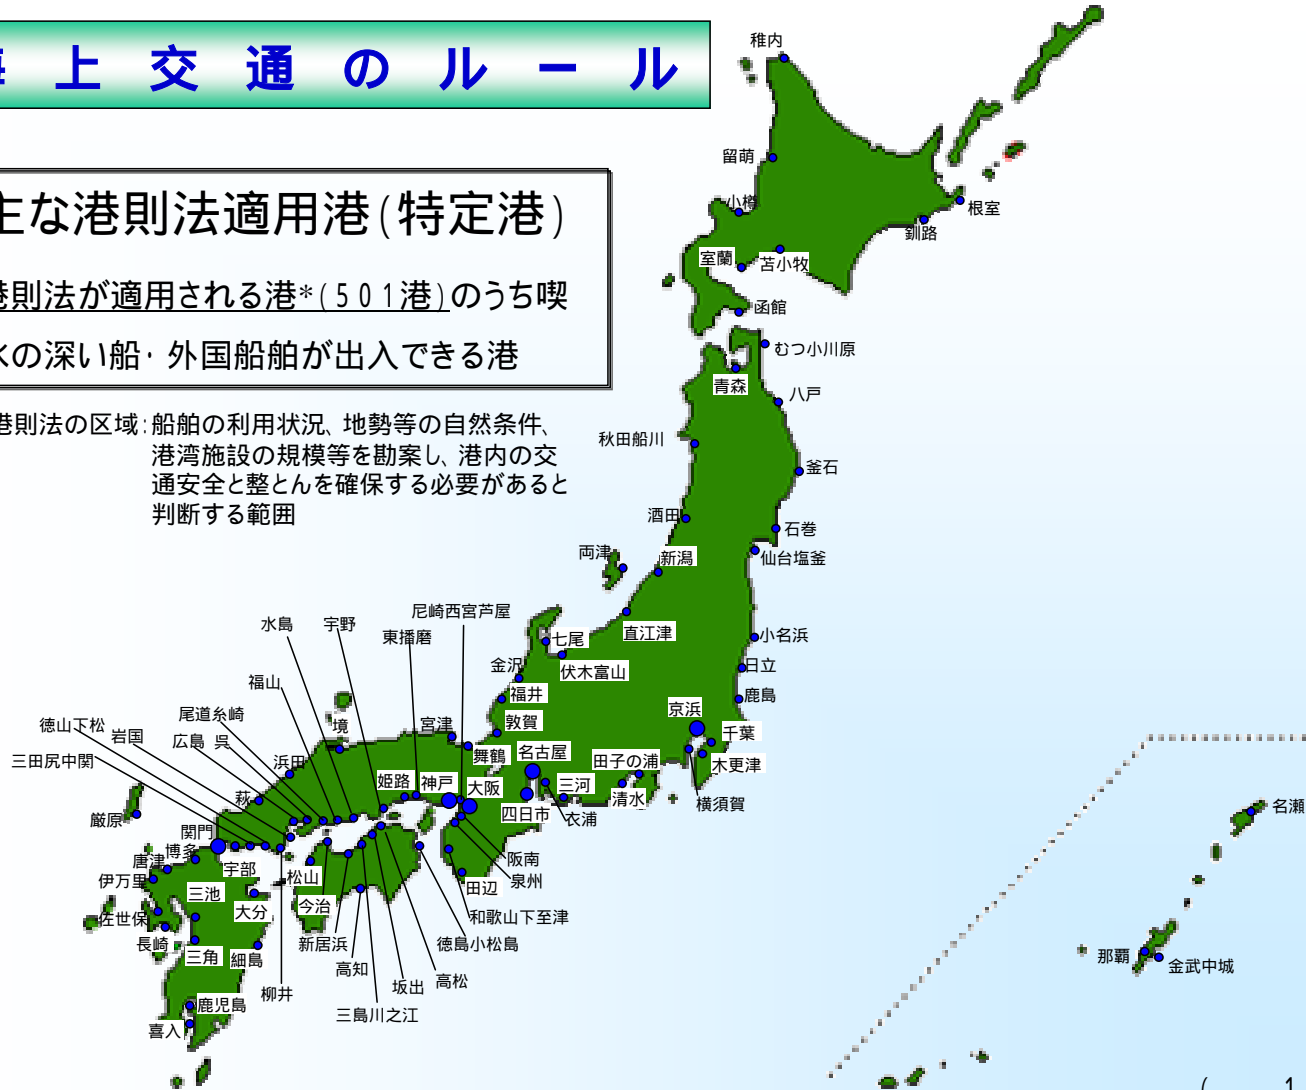 海上交通のルール
主な港則法適用港(特定港)
港則法が適用される港*(501港)のうち喫
水の深い船・外国船舶が出入できる港
港則法の区域:船舶の利用状況、地勢等の自然条件、
港湾施設の規模等を勘案し、港内の交
通安全と整とんを確保する必要があると
判断する範囲
稚内
留萌
小樽
根室
釧路
室蘭
苫小牧
函館
むつ小川原
青森
八戸
秋田船川
釜石
酒田
石巻
両津
新潟
仙台塩釜
尼崎西宮芦屋
水島
宇野
東播磨
直江津
七尾
小名浜
金沢
伏木富山
日立
福山
福井
鹿島
尾道糸崎
京浜
徳山下松
岩国
広島
呉
境
宮津
敦賀
千葉
三田尻中関
浜田
舞鶴
名古屋
田子の浦
木更津
姫路
神戸
大阪
三河
清水
横須賀
萩
厳原
四日市
衣浦
名瀬
関門
博多
唐津
宇部
阪南
伊万里
松山
泉州
三池
田辺
佐世保
大分
今治
和歌山下至津
長崎
三角
細島
新居浜
徳島小松島
那覇
金武中城
高知
高松
柳井
坂出
鹿児島
三島川之江
喜入
( 1